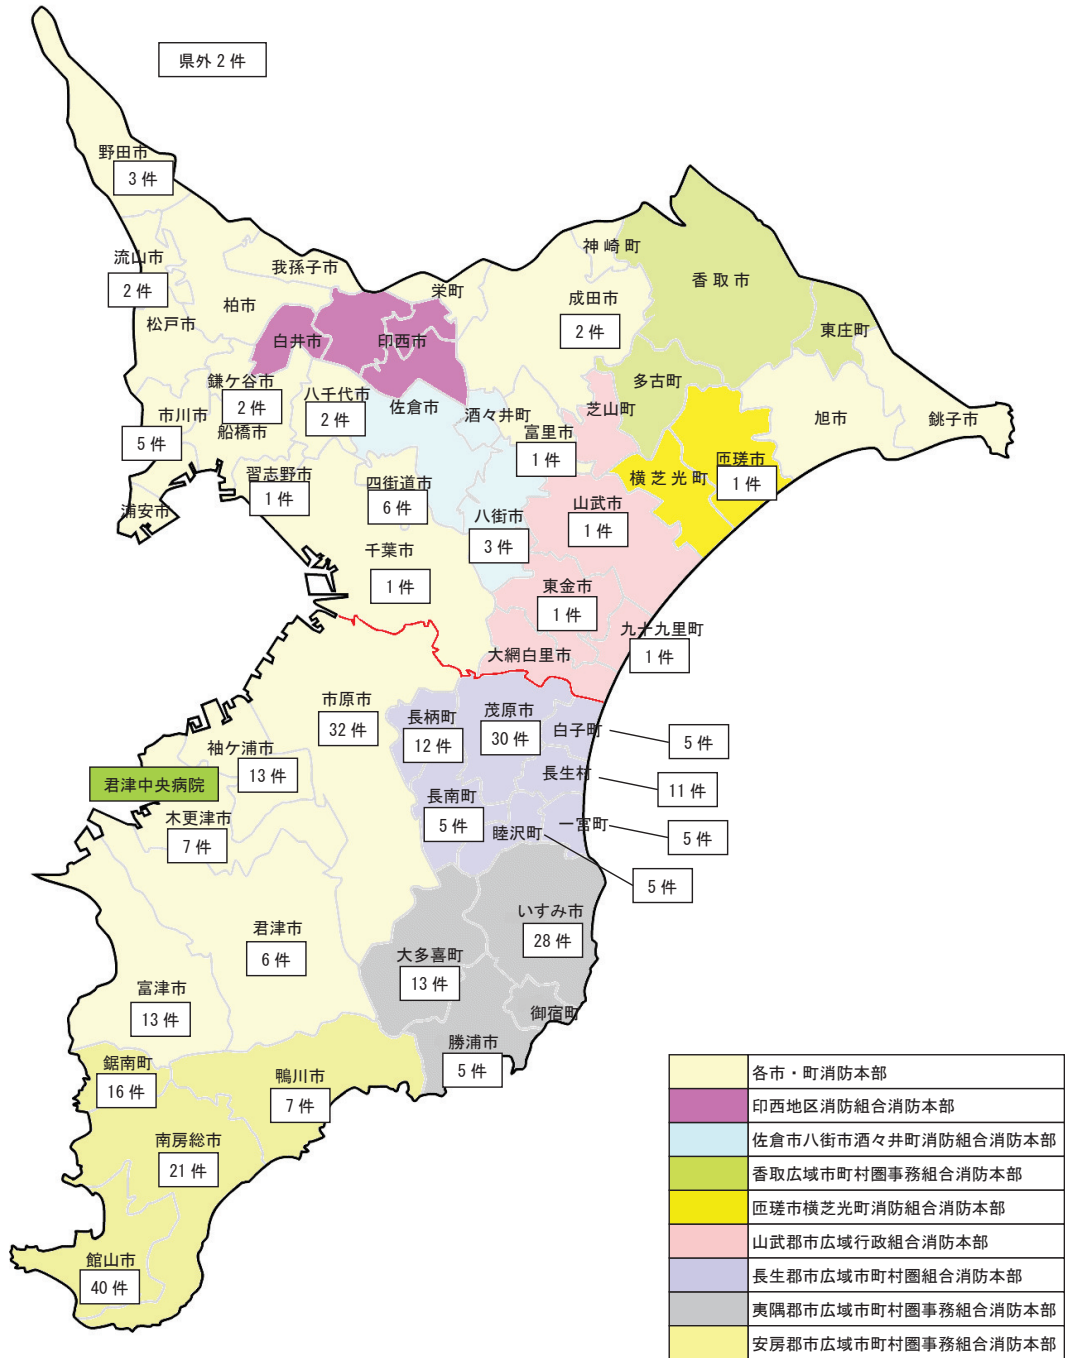 県外 2 件
野田市
3 件
流山市
2 件
我孫子市
柏市
松戸市
栄町
白井市
印西市
神崎町
成田市
2 件
香取市
東庄町
多古町
芝山町
旭市
銚子市
鎌ケ谷市
2 件
船橋市
八千代市
2 件
佐倉市
酒々井町
富里市
1 件
市川市
5 件
浦安市
習志野市
1 件
四街道市
6 件
八街市
3 件
千葉市
1 件
横芝光町
匝瑳市
1 件
山武市
1 件
東金市
1 件
九十九里町
1 件
大網白里市
市原市
32 件
長柄町
12 件
茂原市
30 件
白子町
5 件
長生村
11 件
一宮町
5 件
睦沢町
5 件
長南町
5 件
袖ケ浦市
13 件
君津中央病院
木更津市
7 件
君津市
6 件
富津市
13 件
いすみ市
28 件
大多喜町
13 件
御宿町
勝浦市
5 件
鋸南町
16 件
鴨川市
7 件
南房総市
21 件
館山市
40 件
各市・町消防本部
印西地区消防組合消防本部
佐倉市八街市酒々井町消防組合消防本部
香取広域市町村圏事務組合消防本部
匝瑳市横芝光町消防組合消防本部
山武郡市広域行政組合消防本部
長生郡市広域市町村圏組合消防本部
夷隅郡市広域市町村圏事務組合消防本部
安房郡市広域市町村圏事務組合消防本部